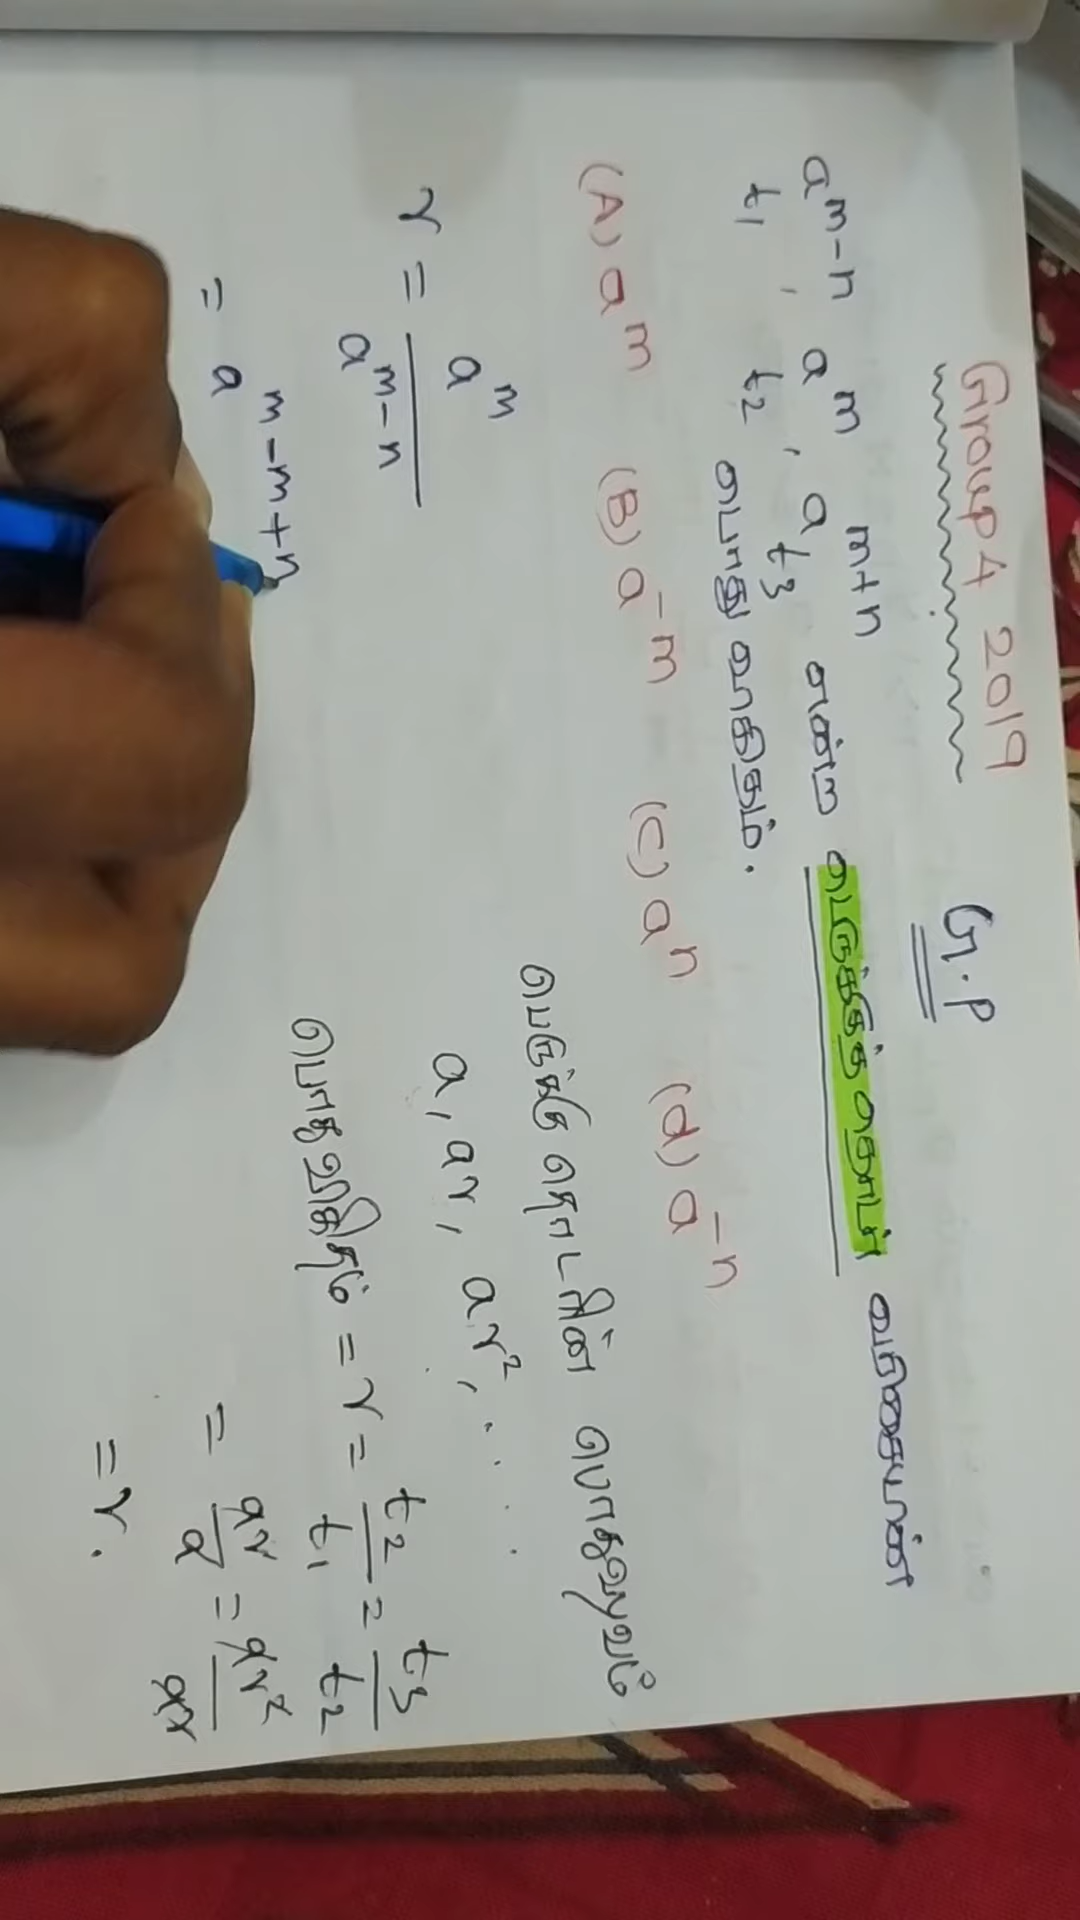 Group 4 2019 G.P
a^{m-n}, a^m, a^{m+n} என்ற பெருக்குத் தொடர் வரிசையின்
t₁ t₂ t₃
பொது விகிதம்.
(A) a^m (B) a^{-m} (C) a^n (d) a^{-n}
பெருக்கு தொடரின் பொதுவடிவம்
a, ar, ar², . . . .
r = a^m / a^{m-n}
= a^{m-m+n}
பொதுவிகிதம் = r = t₂/t₁ = t₃/t₂
= ar/a = ar²/ar
= r.